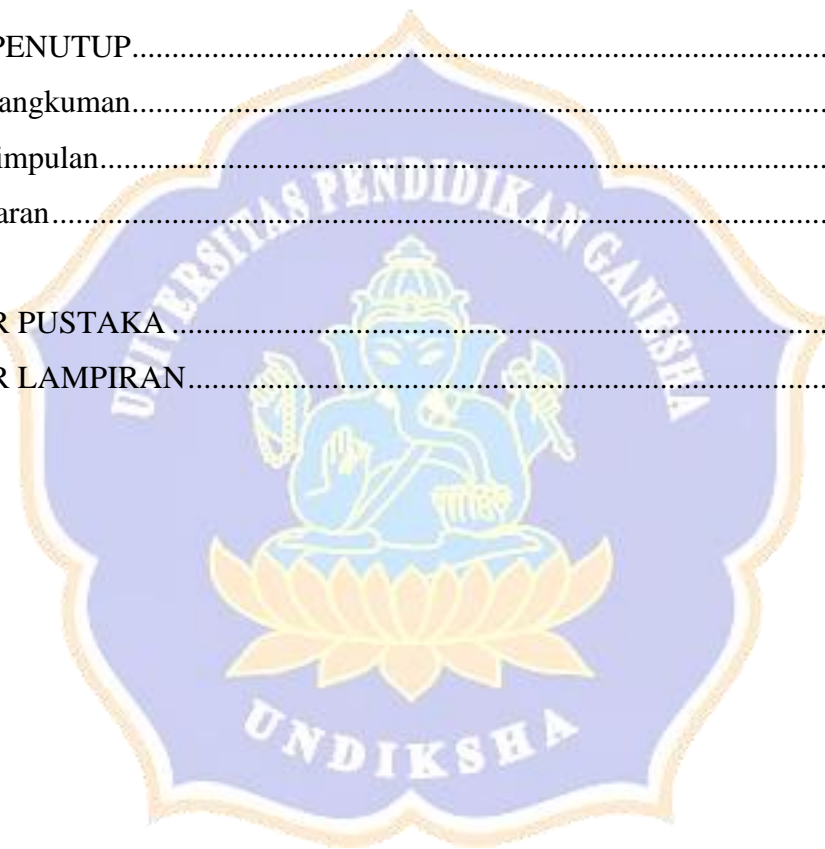 PENUTUP.......................................................................................
angkuman...........................................................................................
impulan...............................................................................................
aran.....................................................................................................
R PUSTAKA ..................................................................................
R LAMPIRAN................................................................................
UNIVERSITAS PENDIDIKAN GANESHA
UNDIKSHA